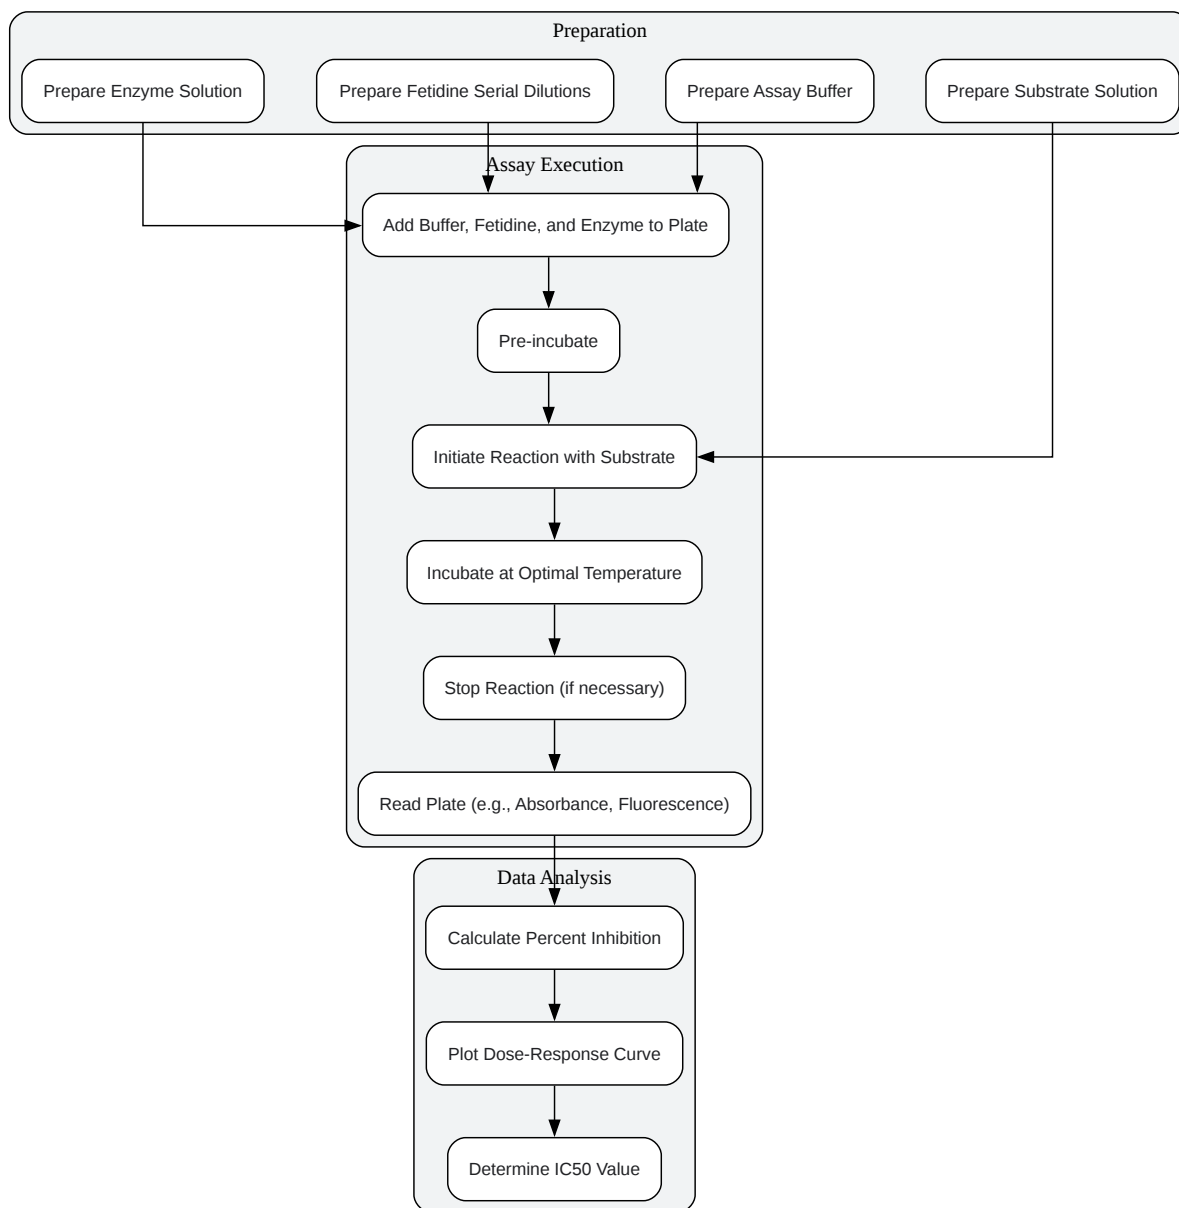 Preparation
Prepare Enzyme Solution
Prepare Fetidine Serial Dilutions
Prepare Assay Buffer
Prepare Substrate Solution
Assay Execution
Add Buffer, Fetidine, and Enzyme to Plate
Pre-incubate
Initiate Reaction with Substrate
Incubate at Optimal Temperature
Stop Reaction (if necessary)
Read Plate (e.g., Absorbance, Fluorescence)
Data Analysis
Calculate Percent Inhibition
Plot Dose-Response Curve
Determine IC50 Value